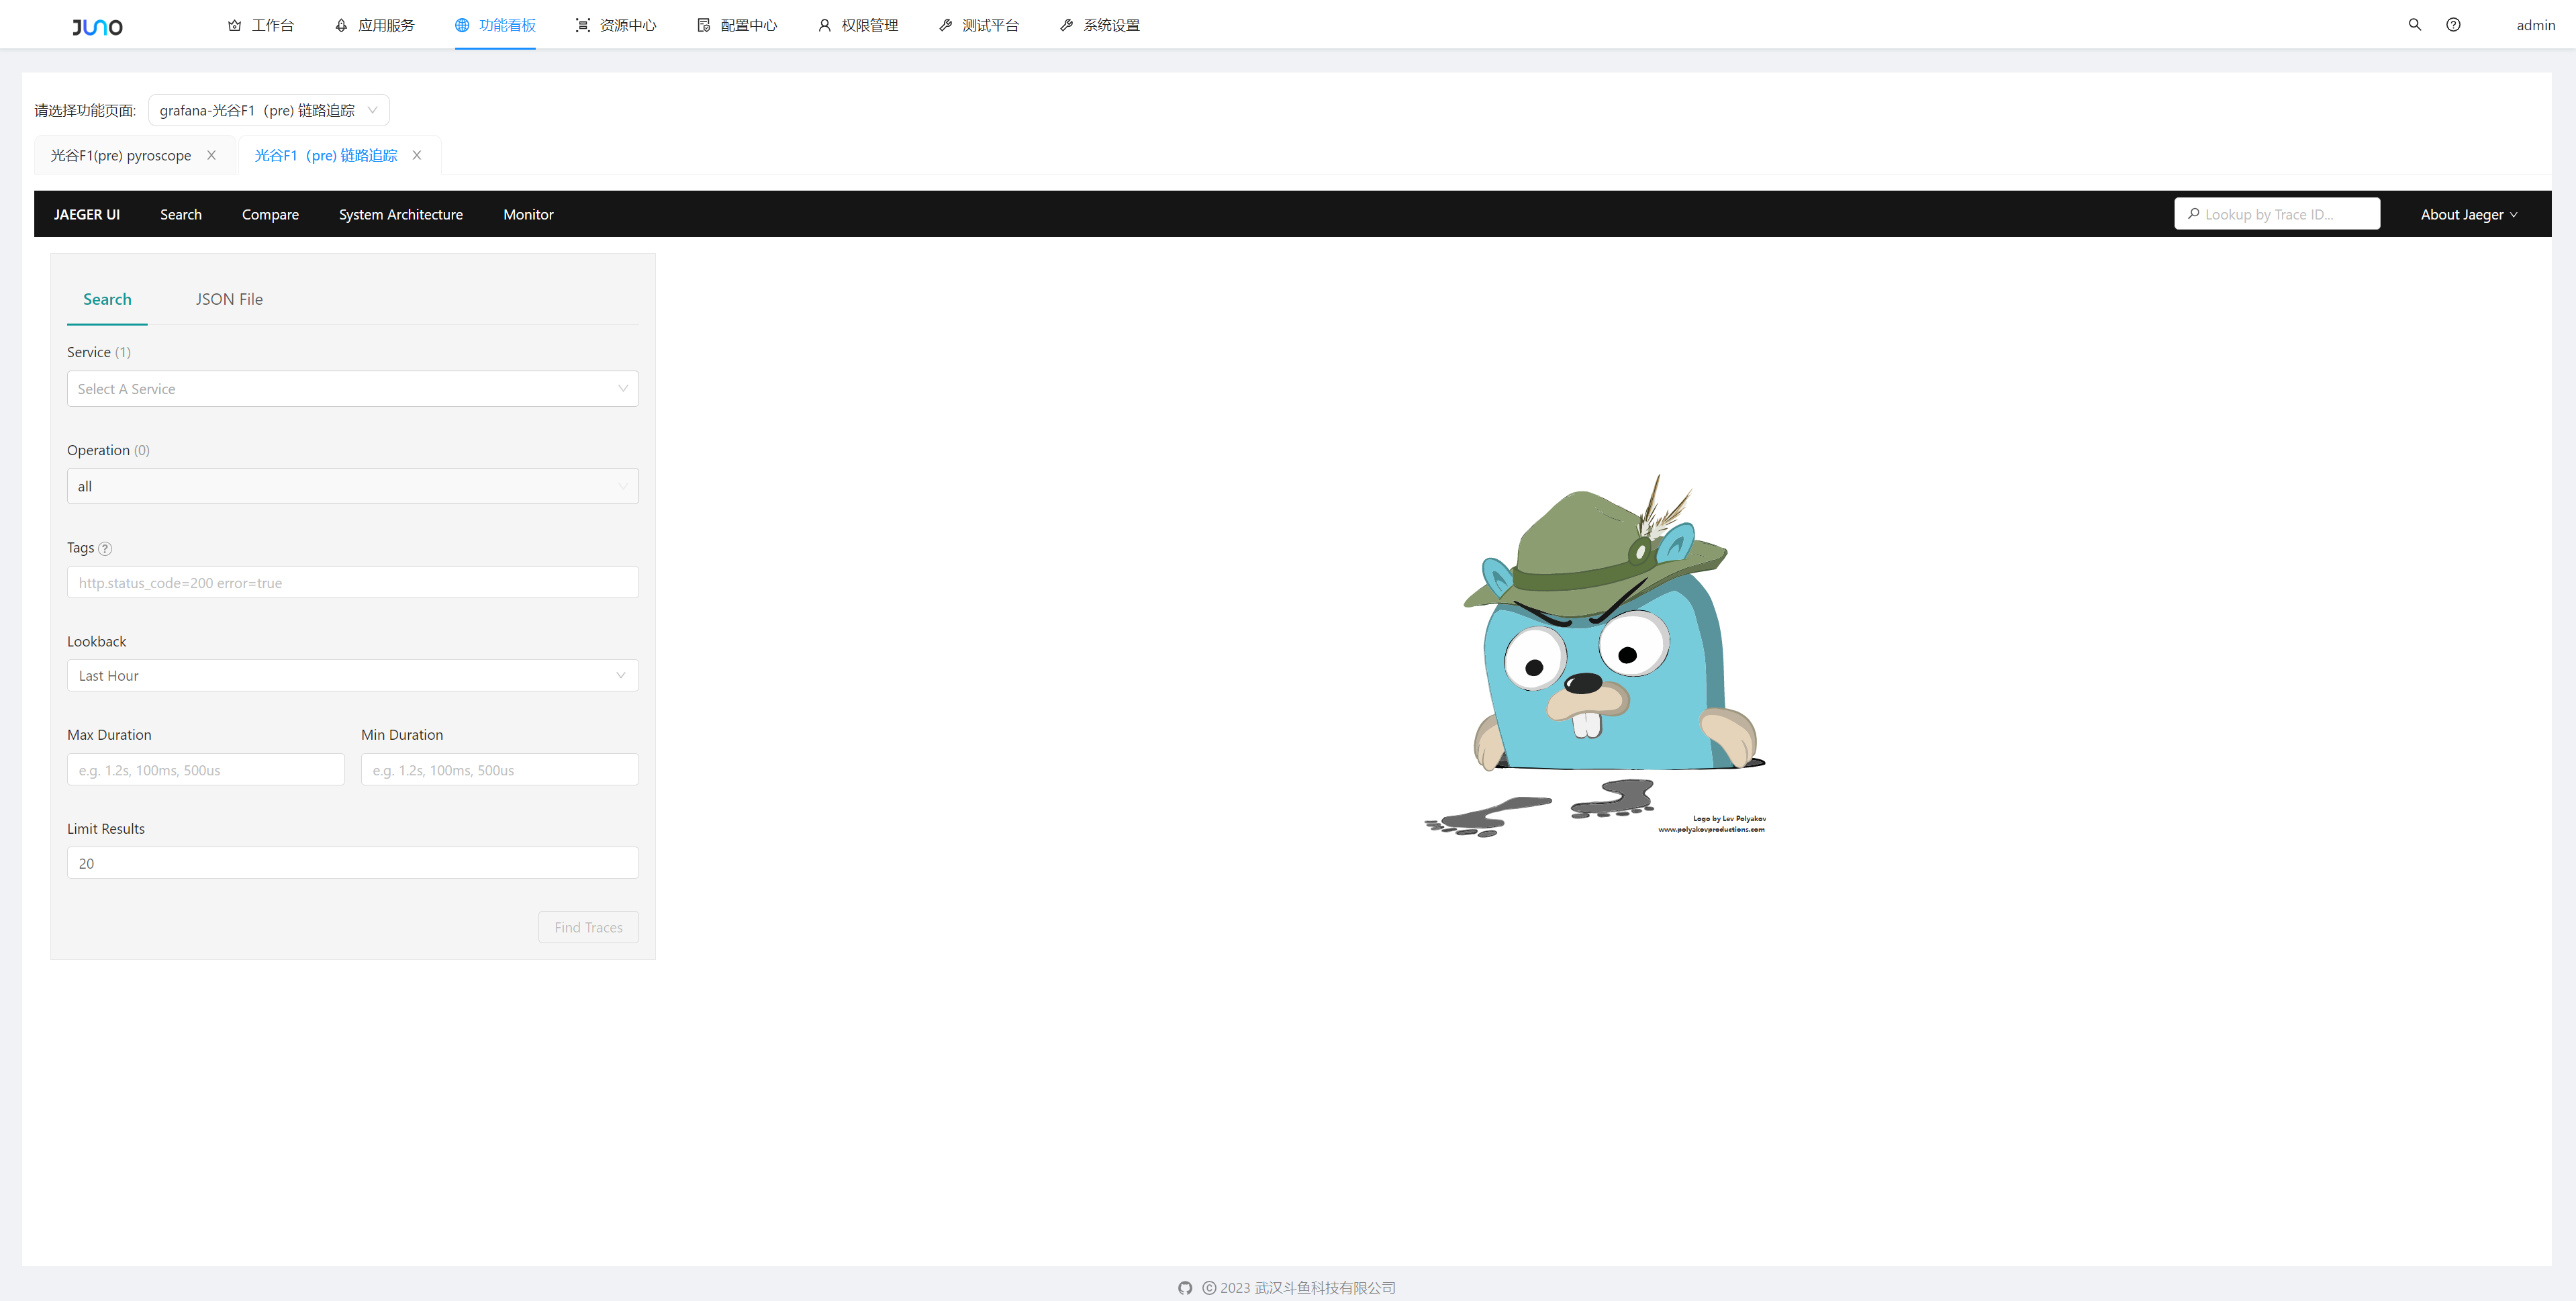 JUNO 工作台 应用服务 功能看板 资源中心 配置中心 权限管理 测试平台 系统设置 admin
请选择功能页面: grafana-光谷F1（pre) 链路追踪
光谷F1(pre) pyroscope 光谷F1（pre) 链路追踪
JAEGER UI Search Compare System Architecture Monitor Lookup by Trace ID... About Jaeger
Search JSON File
Service (1)
Select A Service
Operation (0)
all
Tags
http.status_code=200 error=true
Lookback
Last Hour
Max Duration Min Duration
e.g. 1.2s, 100ms, 500us e.g. 1.2s, 100ms, 500us
Limit Results
20
Find Traces
Logo by Lev Polyakov
www.polyakovproductions.com
© 2023 武汉斗鱼科技有限公司